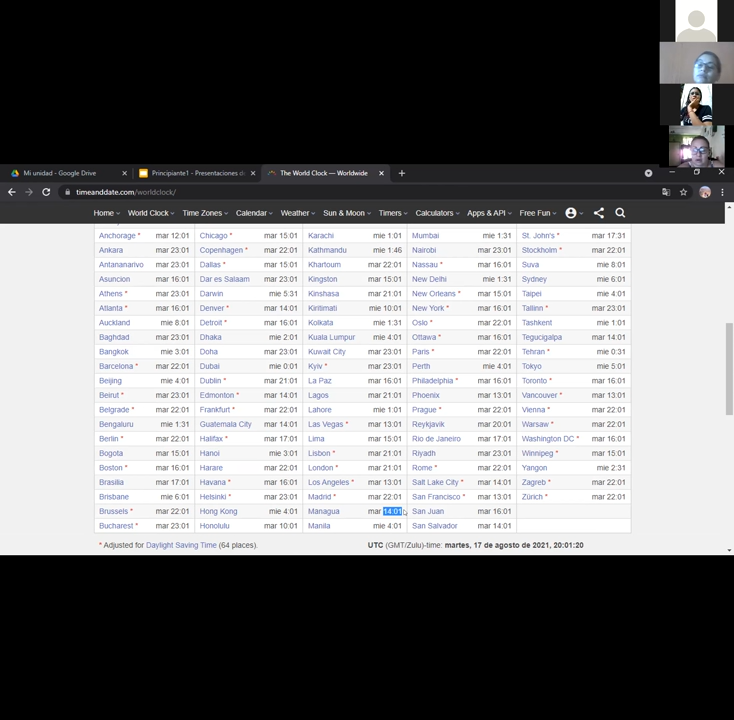 Mi unidad - Google Drive
Principiante1 - Presentaciones d
The World Clock — Worldwide
timeanddate.com/worldclock/
Home World Clock Time Zones Calendar Weather Sun & Moon Timers Calculators Apps & API Free Fun
Anchorage * mar 12:01 Chicago * mar 15:01 Karachi mie 1:01 Mumbai mie 1:31 St. John's * mar 17:31
Ankara mar 23:01 Copenhagen * mar 22:01 Kathmandu mie 1:46 Nairobi mar 23:01 Stockholm * mar 22:01
Antananarivo mar 23:01 Dallas * mar 15:01 Khartoum mar 22:01 Nassau * mar 16:01 Suva mie 8:01
Asuncion mar 16:01 Dar es Salaam mar 23:01 Kingston mar 15:01 New Delhi mie 1:31 Sydney mie 6:01
Athens * mar 23:01 Darwin mie 5:31 Kinshasa mar 21:01 New Orleans * mar 15:01 Taipei mie 4:01
Atlanta * mar 16:01 Denver * mar 14:01 Kiritimati mie 10:01 New York * mar 16:01 Tallinn * mar 23:01
Auckland mie 8:01 Detroit * mar 16:01 Kolkata mie 1:31 Oslo * mar 22:01 Tashkent mie 1:01
Baghdad mar 23:01 Dhaka mie 2:01 Kuala Lumpur mie 4:01 Ottawa * mar 16:01 Tegucigalpa mar 14:01
Bangkok mie 3:01 Doha mar 23:01 Kuwait City mar 23:01 Paris * mar 22:01 Tehran * mie 0:31
Barcelona * mar 22:01 Dubai mie 0:01 Kyiv * mar 23:01 Perth mie 4:01 Tokyo mie 5:01
Beijing mie 4:01 Dublin * mar 21:01 La Paz mar 16:01 Philadelphia * mar 16:01 Toronto * mar 16:01
Beirut * mar 23:01 Edmonton * mar 14:01 Lagos mar 21:01 Phoenix mar 13:01 Vancouver * mar 13:01
Belgrade * mar 22:01 Frankfurt * mar 22:01 Lahore mie 1:01 Prague * mar 22:01 Vienna * mar 22:01
Bengaluru mie 1:31 Guatemala City mar 14:01 Las Vegas * mar 13:01 Reykjavik mar 20:01 Warsaw * mar 22:01
Berlin * mar 22:01 Halifax * mar 17:01 Lima mar 15:01 Rio de Janeiro mar 17:01 Washington DC * mar 16:01
Bogota mar 15:01 Hanoi mie 3:01 Lisbon * mar 21:01 Riyadh mar 23:01 Winnipeg * mar 15:01
Boston * mar 16:01 Harare mar 22:01 London * mar 21:01 Rome * mar 22:01 Yangon mie 2:31
Brasilia mar 17:01 Havana * mar 16:01 Los Angeles * mar 13:01 Salt Lake City * mar 14:01 Zagreb * mar 22:01
Brisbane mie 6:01 Helsinki * mar 23:01 Madrid * mar 22:01 San Francisco * mar 13:01 Zürich * mar 22:01
Brussels * mar 22:01 Hong Kong mie 4:01 Managua mar 14:01 San Juan mar 16:01
Bucharest * mar 23:01 Honolulu mar 10:01 Manila mie 4:01 San Salvador mar 14:01
* Adjusted for Daylight Saving Time (64 places). UTC (GMT/Zulu)-time: martes, 17 de agosto de 2021, 20:01:20